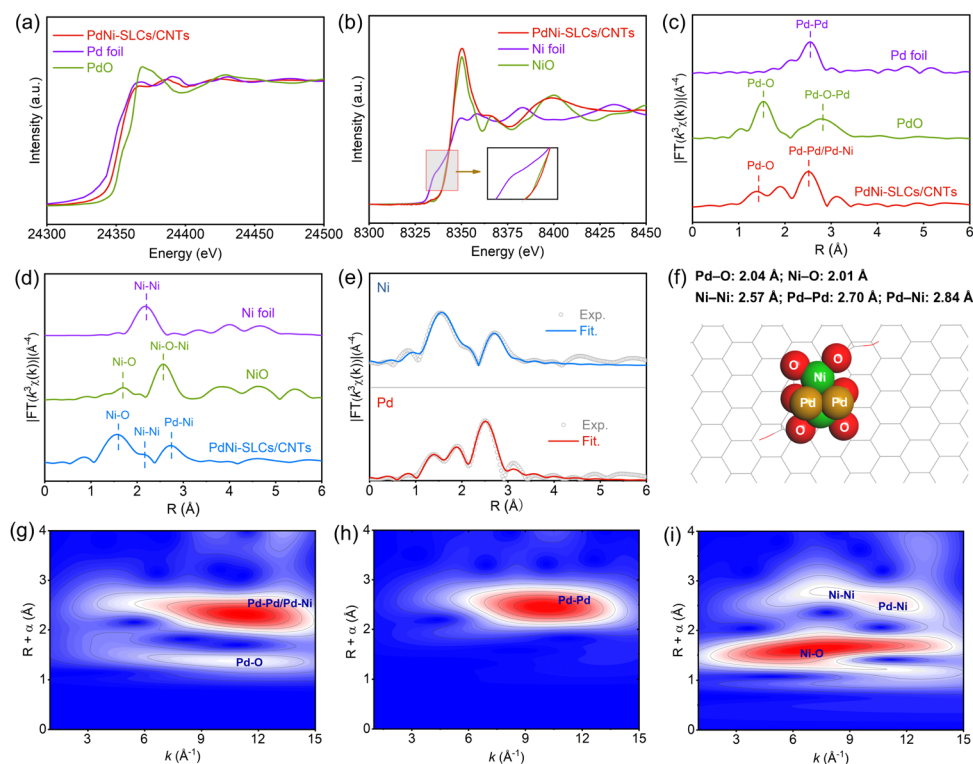 (a)
PdNi-SLCs/CNTs
Pd foil
PdO
Intensity (a.u.)
24300 24350 24400 24450 24500
Energy (eV)
(b)
PdNi-SLCs/CNTs
Ni foil
NiO
Intensity (a.u.)
8300 8350 8400 8450
Energy (eV)
(c)
Pd-Pd
Pd foil
Pd-O
Pd-O-Pd
PdO
Pd-O
Pd-Pd/Pd-Ni
PdNi-SLCs/CNTs
|FT(k³χ(k))|(Å⁻⁴)
0 1 2 3 4 5 6
R (Å)
(d)
Ni-Ni
Ni foil
Ni-O
Ni-O-Ni
NiO
Ni-O
Ni-Ni
Pd-Ni
PdNi-SLCs/CNTs
|FT(k³χ(k))|(Å⁻⁴)
0 1 2 3 4 5 6
R (Å)
(e)
Ni
Exp.
Fit.
Pd
Exp.
Fit.
|FT(k³χ(k))|(Å⁻⁴)
0 1 2 3 4 5 6
R (Å)
(f)
Pd–O: 2.04 Å; Ni–O: 2.01 Å
Ni–Ni: 2.57 Å; Pd–Pd: 2.70 Å; Pd–Ni: 2.84 Å
O O
Ni
Pd Pd
O O
(g)
4
3
2
1
0
R + α (Å)
Pd-Pd/Pd-Ni
Pd-O
3 6 9 12 15
k (Å⁻¹)
(h)
4
3
2
1
0
R + α (Å)
Pd-Pd
3 6 9 12 15
k (Å⁻¹)
(i)
4
3
2
1
0
R + α (Å)
Ni-Ni
Pd-Ni
Ni-O
3 6 9 12 15
k (Å⁻¹)